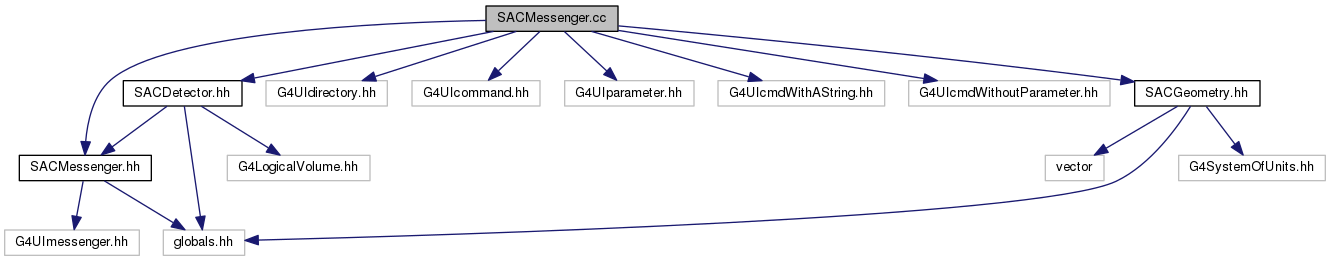 SACMessenger.cc
SACDetector.hh
G4UIdirectory.hh
G4UIcommand.hh
G4UIparameter.hh
G4UIcmdWithAString.hh
G4UIcmdWithoutParameter.hh
SACGeometry.hh
SACMessenger.hh
G4LogicalVolume.hh
vector
G4SystemOfUnits.hh
G4UImessenger.hh
globals.hh